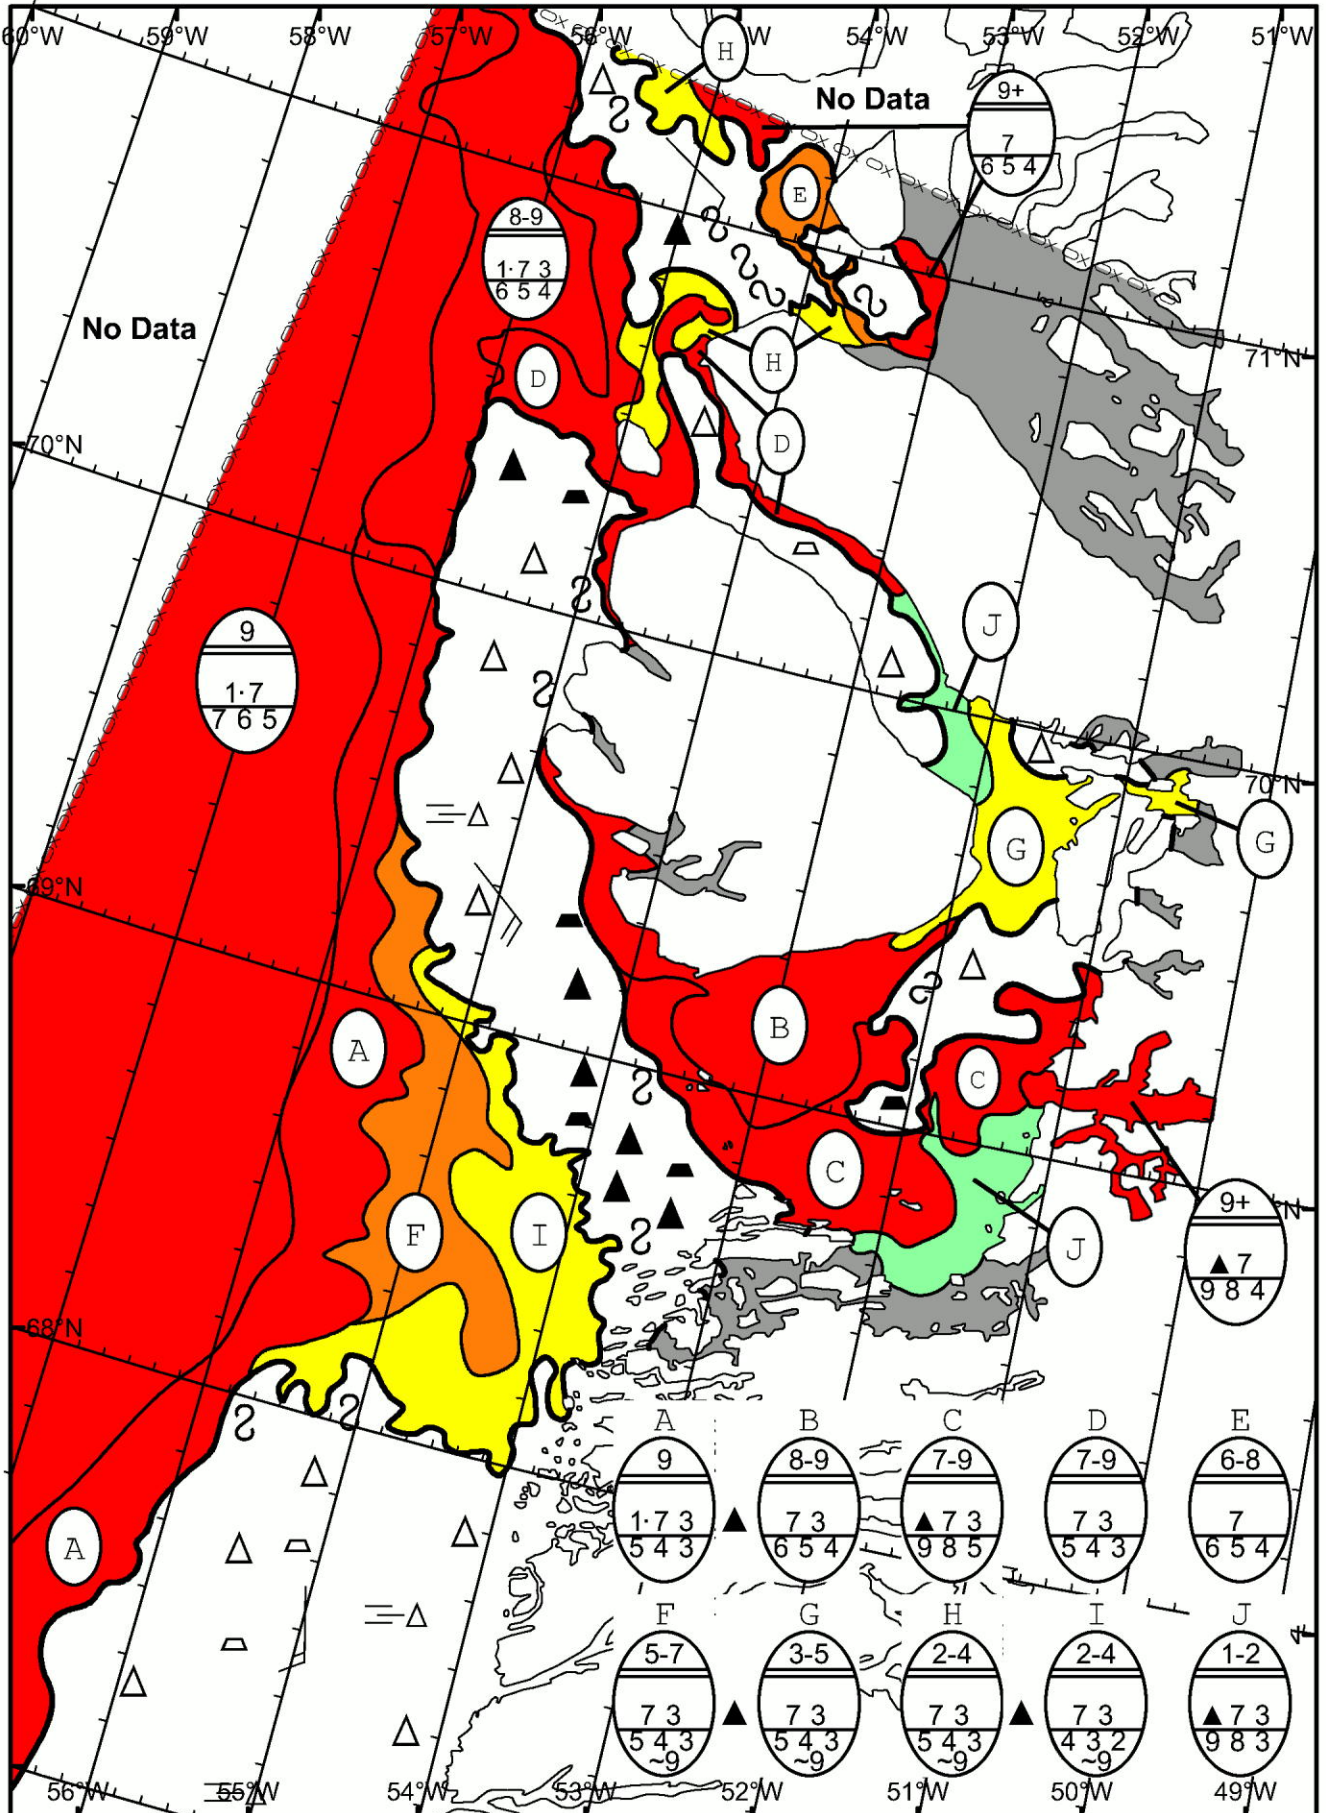 60°W 59°W 58°W 57°W 56°W W 54°W 53°W 52°W 51°W
H
No Data
9+
7
6 5 4
E
8-9
1·7 3
6 5 4
No Data
H
71°N
D
D
70°N
J
9
1·7
7 6 5
70°N
G
G
69°N
B
A
C
C
9+
▲ 7
9 8 4
N
F
I
J
68°N
A B C D E
9 8-9 7-9 7-9 6-8
1·7 3 ▲ 7 3 ▲ 7 3 7 3 7
5 4 3 6 5 4 9 8 5 5 4 3 6 5 4
A
F G H I J
5-7 3-5 2-4 2-4 1-2
7 3 ▲ 7 3 7 3 ▲ 7 3 ▲ 7 3
5 4 3 5 4 3 5 4 3 4 3 2 9 8 3
~9 ~9 ~9 ~9
56°W 55°W 54°W 53°W 52°W 51°W 50°W 49°W